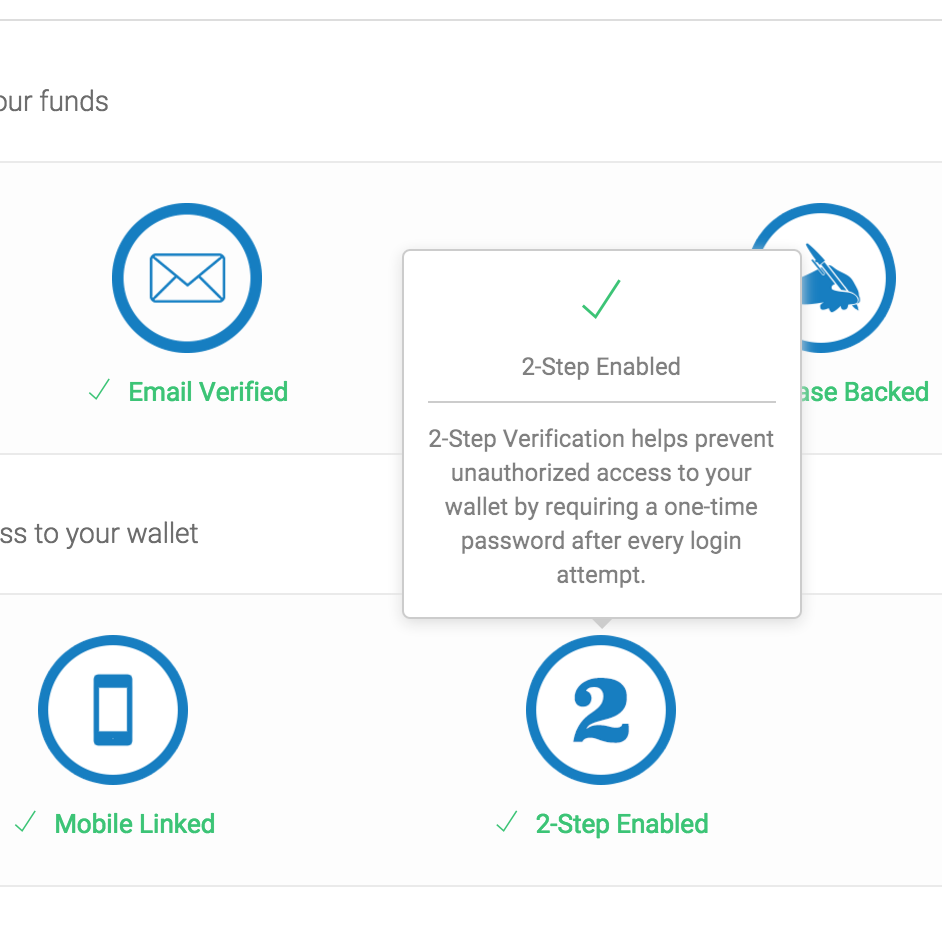 our funds
2-Step Enabled
2-Step Verification helps prevent
unauthorized access to your
wallet by requiring a one-time
password after every login
attempt.
Email Verified
ase Backed
ss to your wallet
2
Mobile Linked
2-Step Enabled